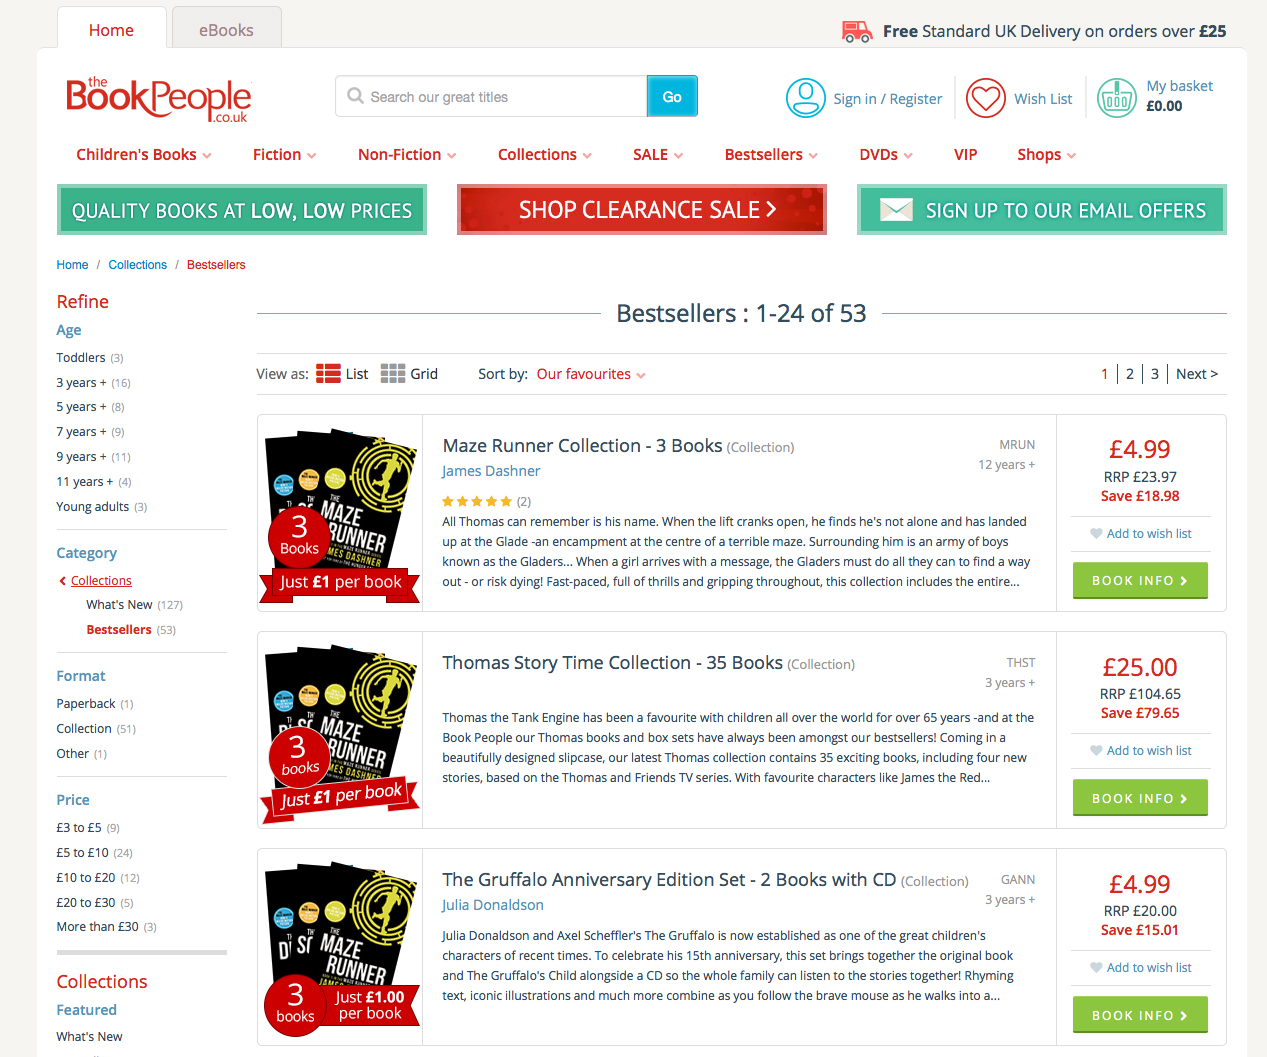 Home
eBooks
Free Standard UK Delivery on orders over £25
the
BookPeople
.co.uk
Search our great titles
Go
Sign in / Register
Wish List
My basket
£0.00
Children's Books
Fiction
Non-Fiction
Collections
SALE
Bestsellers
DVDs
VIP
Shops
QUALITY BOOKS AT LOW, LOW PRICES
SHOP CLEARANCE SALE >
SIGN UP TO OUR EMAIL OFFERS
Home / Collections / Bestsellers
Refine
Age
Toddlers (3)
3 years + (16)
5 years + (8)
7 years + (9)
9 years + (11)
11 years + (4)
Young adults (3)
Category
Collections
What's New (127)
Bestsellers (53)
Format
Paperback (1)
Collection (51)
Other (1)
Price
£3 to £5 (9)
£5 to £10 (24)
£10 to £20 (12)
£20 to £30 (5)
More than £30 (3)
Collections
Featured
What's New
Bestsellers : 1-24 of 53
View as: List Grid Sort by: Our favourites
1 | 2 | 3 | Next >
THE
MAZE
RUNNER
JAMES DASHNER
3
Books
Just £1 per book
Maze Runner Collection - 3 Books (Collection)
James Dashner
(2)
MRUN
12 years +
All Thomas can remember is his name. When the lift cranks open, he finds he's not alone and has landed
up at the Glade -an encampment at the centre of a terrible maze. Surrounding him is an army of boys
known as the Gladers... When a girl arrives with a message, the Gladers must do all they can to find a way
out - or risk dying! Fast-paced, full of thrills and gripping throughout, this collection includes the entire...
£4.99
RRP £23.97
Save £18.98
Add to wish list
BOOK INFO >
THE
MAZE
RUNNER
JAMES DASHNER
3
books
Just £1 per book
Thomas Story Time Collection - 35 Books (Collection)
THST
3 years +
Thomas the Tank Engine has been a favourite with children all over the world for over 65 years -and at the
Book People our Thomas books and box sets have always been amongst our bestsellers! Coming in a
beautifully designed slipcase, our latest Thomas collection contains 35 exciting books, including four new
stories, based on the Thomas and Friends TV series. With favourite characters like James the Red...
£25.00
RRP £104.65
Save £79.65
Add to wish list
BOOK INFO >
THE
MAZE
RUNNER
3
books
Just £1.00
per book
The Gruffalo Anniversary Edition Set - 2 Books with CD (Collection)
Julia Donaldson
GANN
3 years +
Julia Donaldson and Axel Scheffler's The Gruffalo is now established as one of the great children's
characters of recent times. To celebrate his 15th anniversary, this set brings together the original book
and The Gruffalo's Child alongside a CD so the whole family can listen to the stories together! Rhyming
text, iconic illustrations and much more combine as you follow the brave mouse as he walks into a...
£4.99
RRP £20.00
Save £15.01
Add to wish list
BOOK INFO >